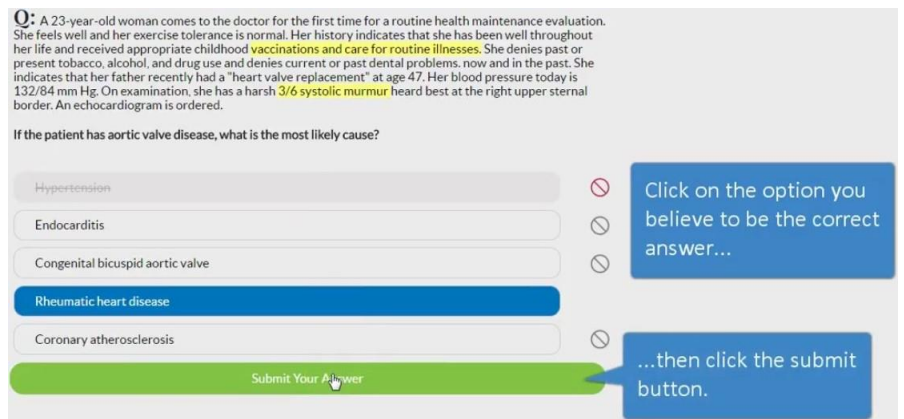 Q: A 23-year-old woman comes to the doctor for the first time for a routine health maintenance evaluation.
She feels well and her exercise tolerance is normal. Her history indicates that she has been well throughout
her life and received appropriate childhood vaccinations and care for routine illnesses. She denies past or
present tobacco, alcohol, and drug use and denies current or past dental problems. now and in the past. She
indicates that her father recently had a "heart valve replacement" at age 47. Her blood pressure today is
132/84 mm Hg. On examination, she has a harsh 3/6 systolic murmur heard best at the right upper sternal
border. An echocardiogram is ordered.
If the patient has aortic valve disease, what is the most likely cause?
Hypertension
Endocarditis
Congenital bicuspid aortic valve
Rheumatic heart disease
Coronary atherosclerosis
Submit Your Answer
Click on the option you
believe to be the correct
answer...
...then click the submit
button.